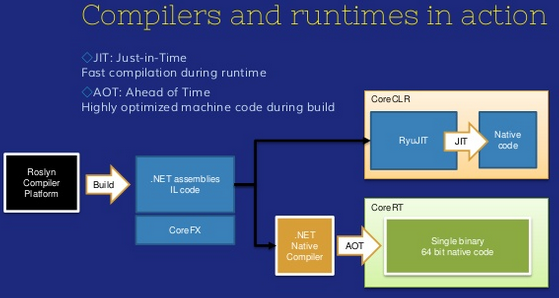 Compilers and runtimes in action
JIT: Just-in-Time
Fast compilation during runtime
AOT: Ahead of Time
Highly optimized machine code during build
CoreCLR
RyuJIT
JIT
Native
code
Roslyn
Compiler
Platform
Build
.NET assemblies
IL code
CoreFX
.NET
Native
Compiler
AOT
CoreRT
Single binary
64 bit native code